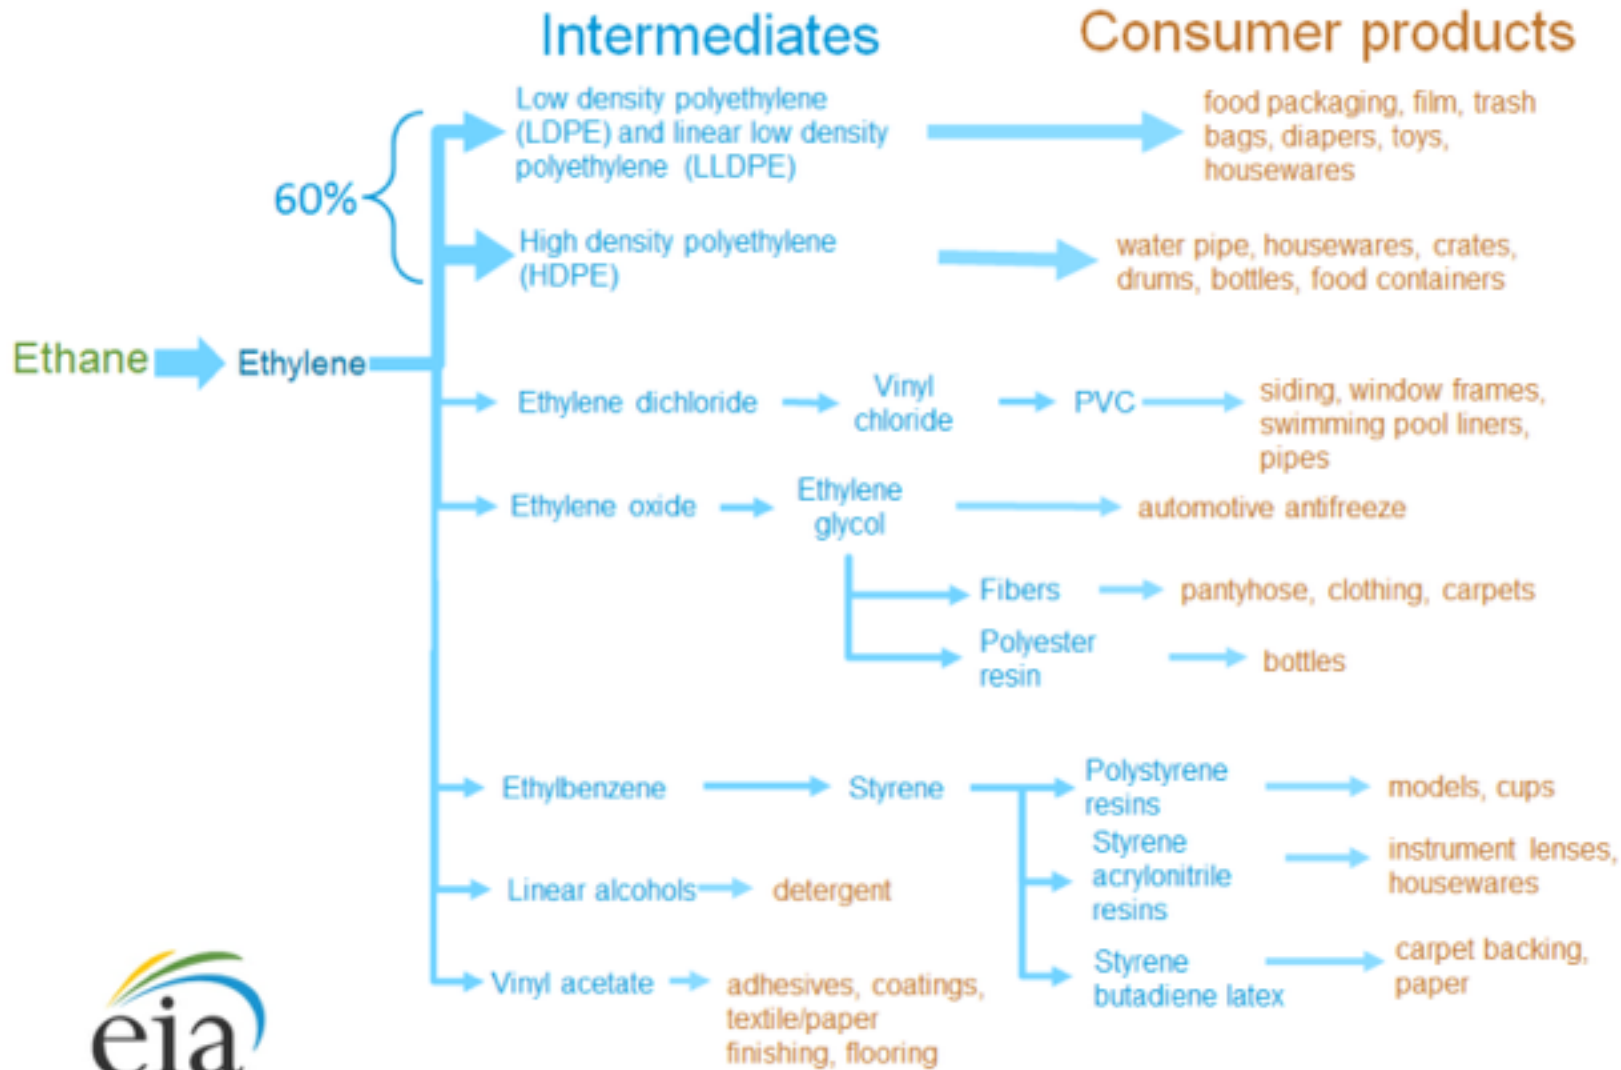 Intermediates
Consumer products
Low density polyethylene
(LDPE) and linear low density
polyethylene (LLDPE)
food packaging, film, trash
bags, diapers, toys,
housewares
60%
High density polyethylene
(HDPE)
water pipe, housewares, crates,
drums, bottles, food containers
Ethane
Ethylene
Ethylene dichloride
Vinyl
chloride
PVC
siding, window frames,
swimming pool liners,
pipes
Ethylene oxide
Ethylene
glycol
automotive antifreeze
Fibers
pantyhose, clothing, carpets
Polyester
resin
bottles
Ethylbenzene
Styrene
Polystyrene
resins
models, cups
Styrene
acrylonitrile
resins
instrument lenses,
housewares
Linear alcohols
detergent
Styrene
butadiene latex
carpet backing,
paper
Vinyl acetate
adhesives, coatings,
textile/paper
finishing, flooring
eia